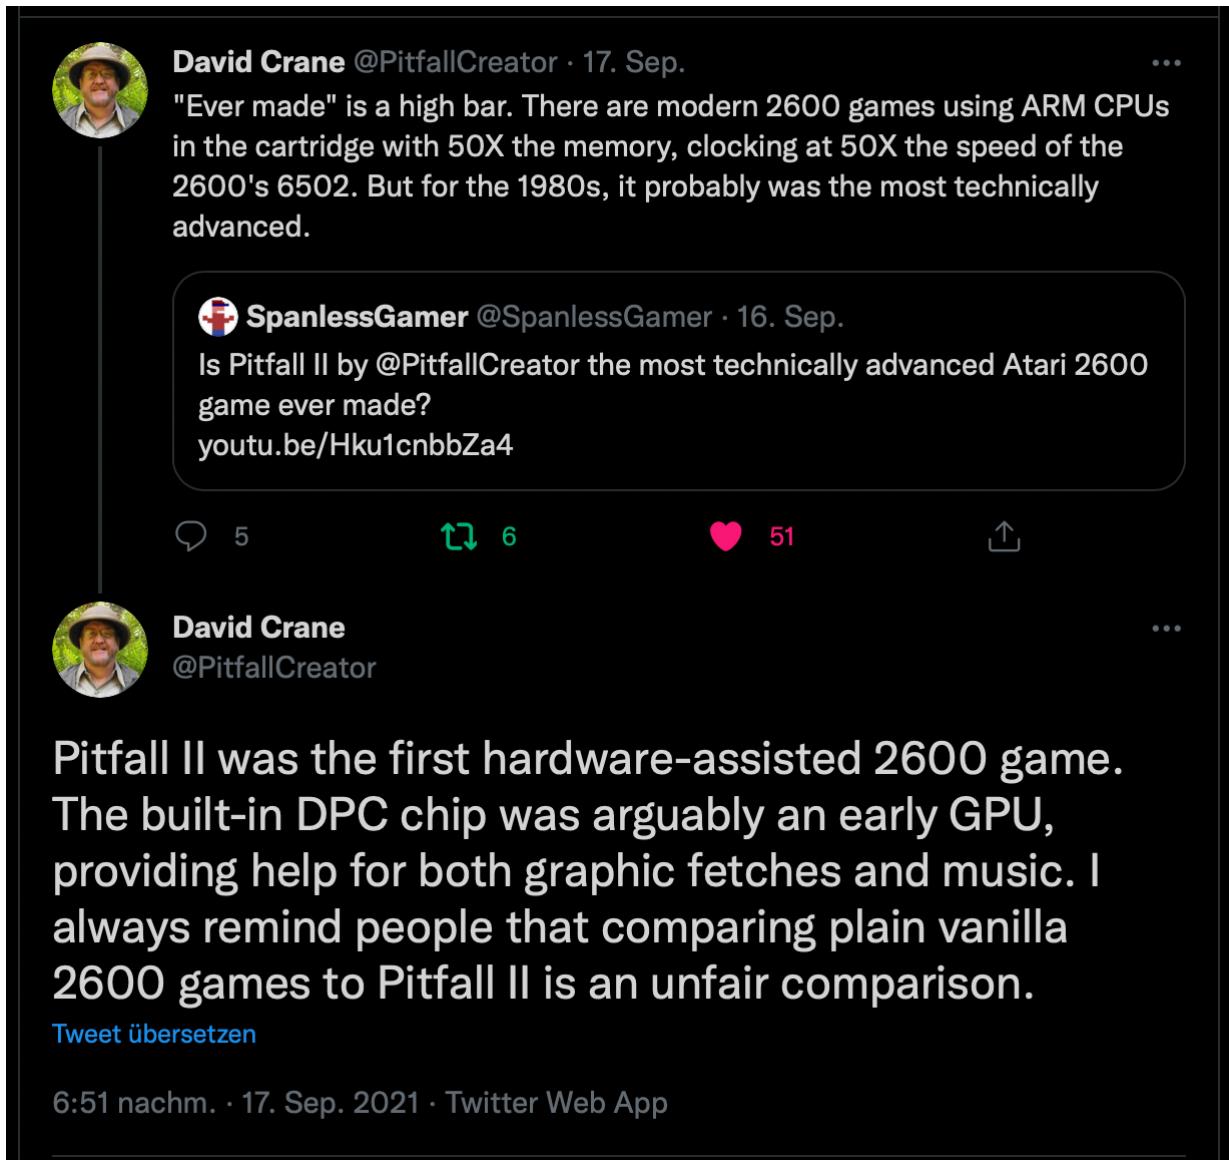 David Crane @PitfallCreator · 17. Sep.
"Ever made" is a high bar. There are modern 2600 games using ARM CPUs
in the cartridge with 50X the memory, clocking at 50X the speed of the
2600's 6502. But for the 1980s, it probably was the most technically
advanced.
SpanlessGamer @SpanlessGamer · 16. Sep.
Is Pitfall II by @PitfallCreator the most technically advanced Atari 2600
game ever made?
youtu.be/Hku1cnbbZa4
5 6 51
David Crane
@PitfallCreator
Pitfall II was the first hardware-assisted 2600 game.
The built-in DPC chip was arguably an early GPU,
providing help for both graphic fetches and music. I
always remind people that comparing plain vanilla
2600 games to Pitfall II is an unfair comparison.
Tweet übersetzen
6:51 nachm. · 17. Sep. 2021 · Twitter Web App